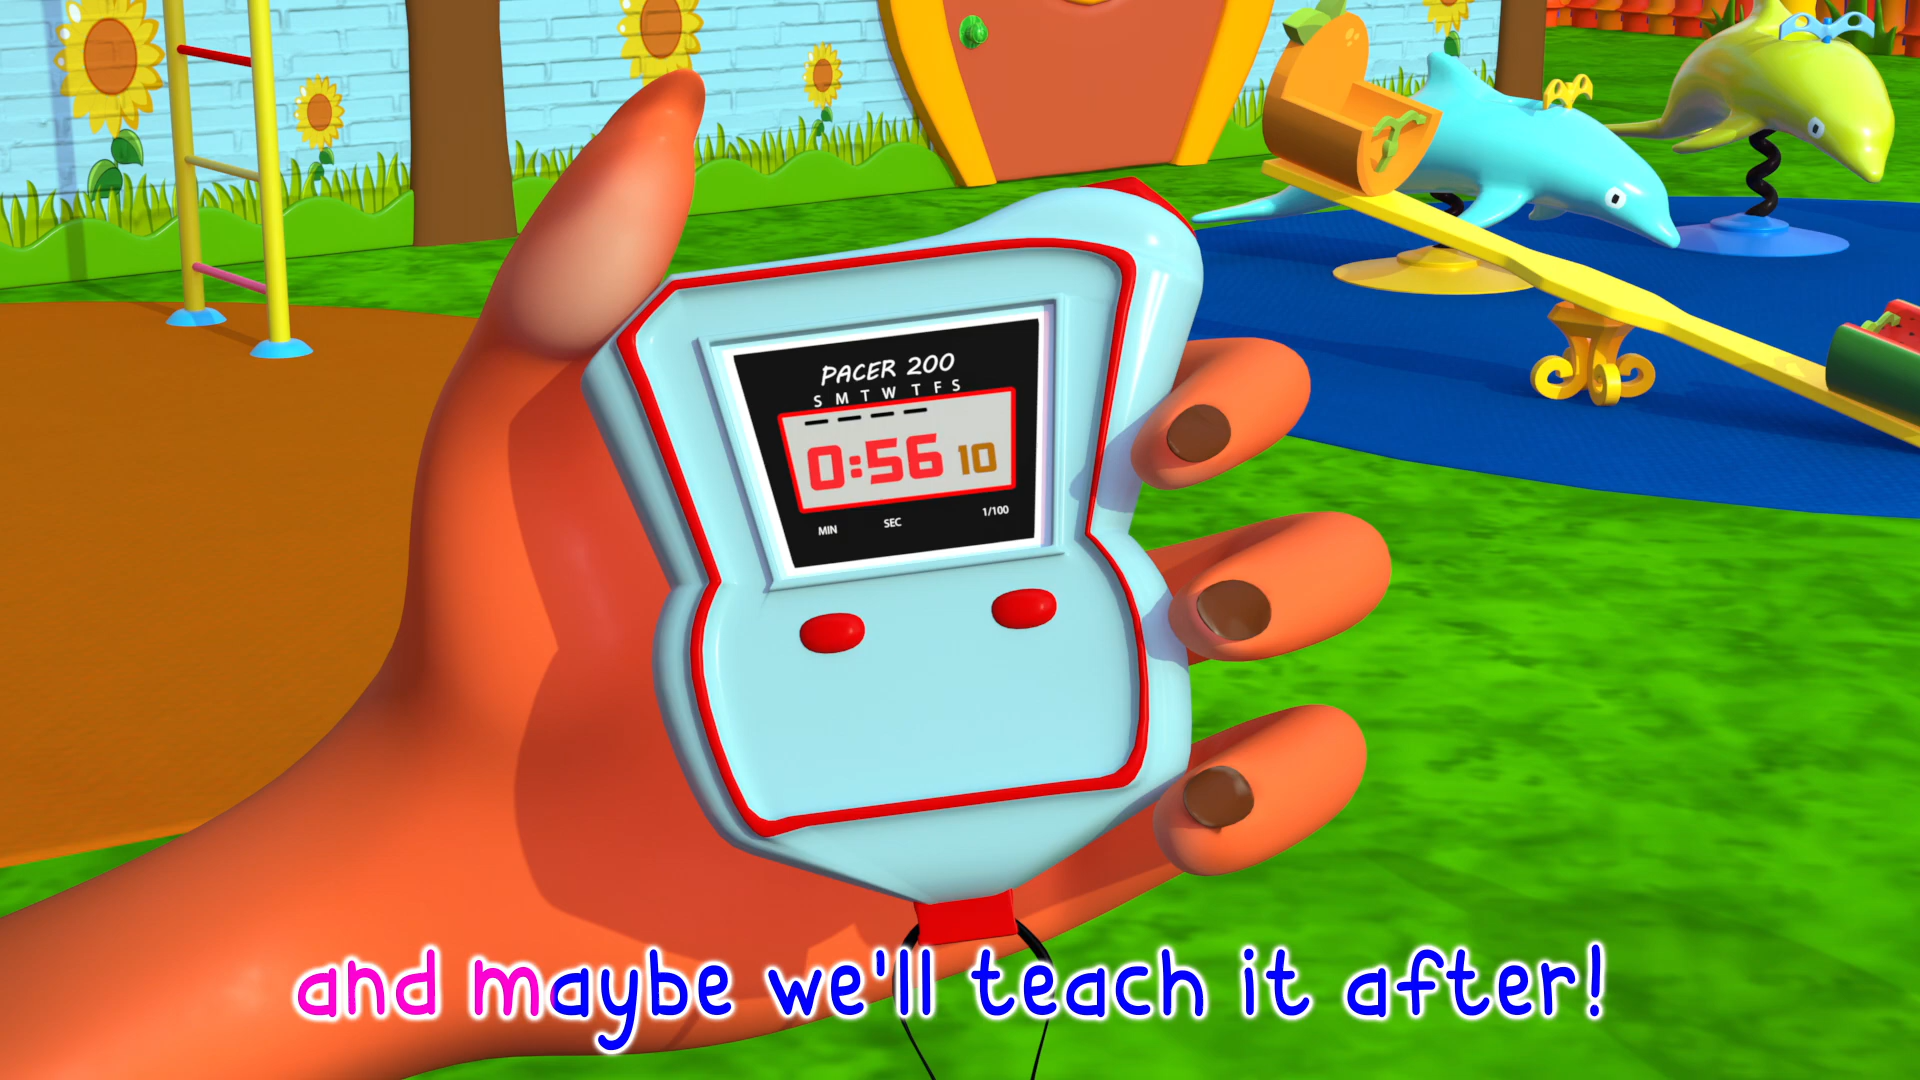 PACER 200
S M T W T F S
0:56 10
MIN SEC 1/100
and maybe we'll teach it after!